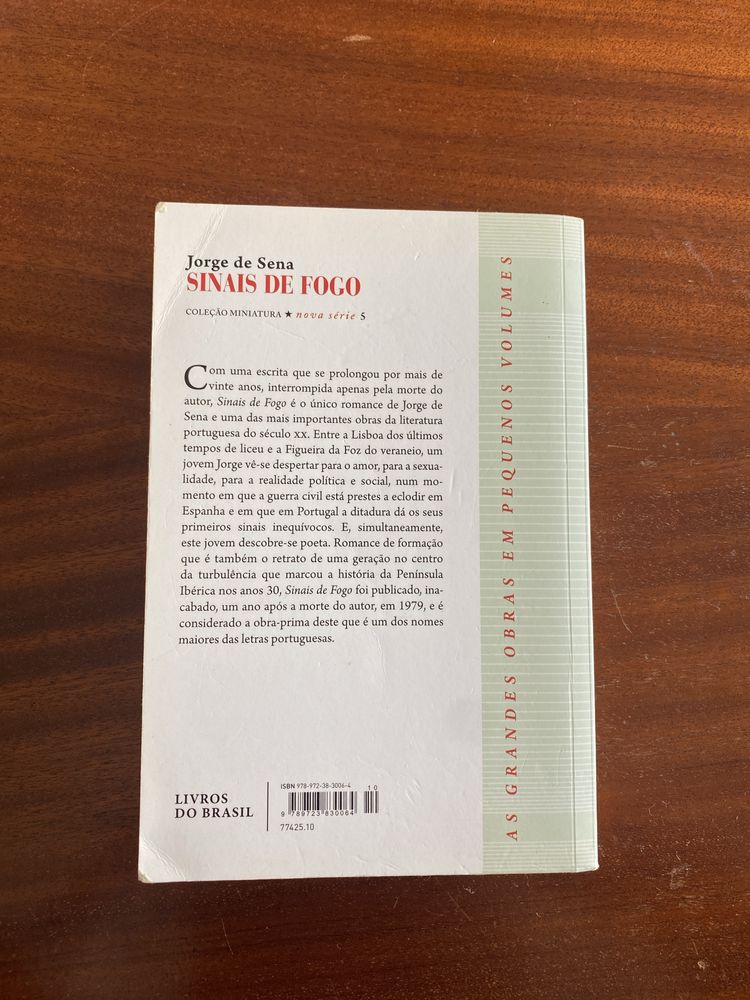 Jorge de Sena
SINAIS DE FOGO
COLEÇÃO MINIATURA ★ nova série 5
Com uma escrita que se prolongou por mais de
vinte anos, interrompida apenas pela morte do
autor, Sinais de Fogo é o único romance de Jorge de
Sena e uma das mais importantes obras da literatura
portuguesa do século XX. Entre a Lisboa dos últimos
tempos de liceu e a Figueira da Foz do veraneio, um
jovem Jorge vê-se despertar para o amor, para a sexua-
lidade, para a realidade política e social, num mo-
mento em que a guerra civil está prestes a eclodir em
Espanha e em que em Portugal a ditadura dá os seus
primeiros sinais inequívocos. E, simultaneamente,
este jovem descobre-se poeta. Romance de formação
que é também o retrato de uma geração no centro
da turbulência que marcou a história da Península
Ibérica nos anos 30, Sinais de Fogo foi publicado, ina-
cabado, um ano após a morte do autor, em 1979, e é
considerado a obra-prima deste que é um dos nomes
maiores das letras portuguesas.
LIVROS
DO BRASIL
ISBN 978-972-38-3006-4
10
9 789723 830064
77425.10
AS GRANDES OBRAS EM PEQUENOS VOLUMES